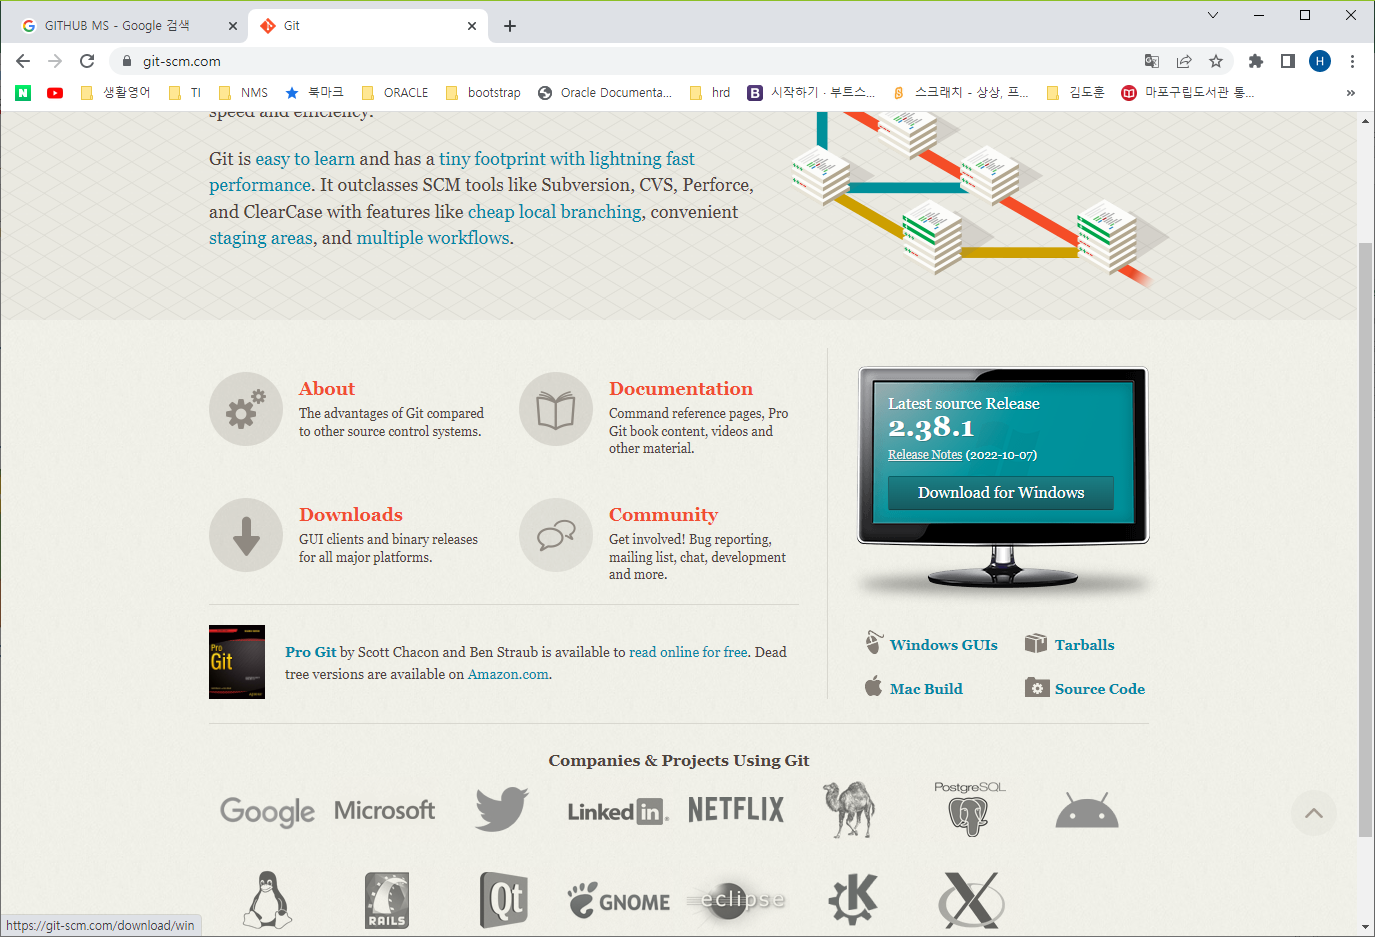 GITHUB MS - Google 검색
Git
git-scm.com
H
생활영어
TI
NMS
북마크
ORACLE
bootstrap
Oracle Documenta...
hrd
시작하기 · 부트스...
스크래치 - 상상, 프...
김도훈
마포구립도서관 통...
»
speed and efficiency.
Git is easy to learn and has a tiny footprint with lightning fast
performance. It outclasses SCM tools like Subversion, CVS, Perforce,
and ClearCase with features like cheap local branching, convenient
staging areas, and multiple workflows.
About
The advantages of Git compared
to other source control systems.
Documentation
Command reference pages, Pro
Git book content, videos and
other material.
Downloads
GUI clients and binary releases
for all major platforms.
Community
Get involved! Bug reporting,
mailing list, chat, development
and more.
Latest source Release
2.38.1
Release Notes (2022-10-07)
Download for Windows
Pro
Git
Pro Git by Scott Chacon and Ben Straub is available to read online for free. Dead
tree versions are available on Amazon.com.
Windows GUIs
Tarballs
Mac Build
Source Code
Companies & Projects Using Git
Google
Microsoft
Linked in
NETFLIX
PostgreSQL
RAILS
Qt
GNOME
eclipse
K
X
https://git-scm.com/download/win